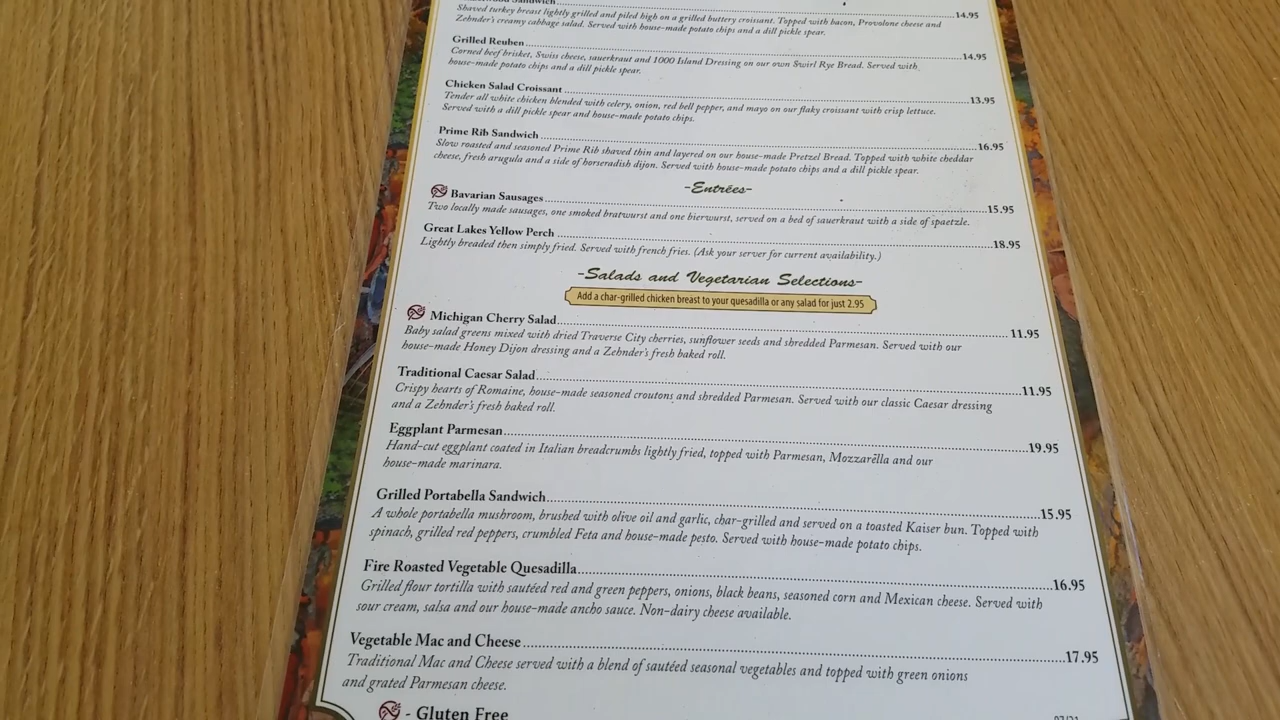 Sandwich 14.95
Shaved turkey breast lightly grilled and piled high on a grilled buttery croissant. Topped with bacon, Provolone cheese and
Zehnder's creamy cabbage salad. Served with house-made potato chips and a dill pickle spear.
Grilled Reuben 14.95
Corned beef brisket, Swiss cheese, sauerkraut and 1000 Island Dressing on our own Swirl Rye Bread. Served with
house-made potato chips and a dill pickle spear.
Chicken Salad Croissant 13.95
Tender all white chicken blended with celery, onion, red bell pepper, and mayo on our flaky croissant with crisp lettuce.
Served with a dill pickle spear and house-made potato chips.
Prime Rib Sandwich 16.95
Slow roasted and seasoned Prime Rib shaved thin and layered on our house-made Pretzel Bread. Topped with white cheddar
cheese, fresh arugula and a side of horseradish dijon. Served with house-made potato chips and a dill pickle spear.
-Entrées-
Bavarian Sausages 15.95
Two locally made sausages, one smoked bratwurst and one bierwurst, served on a bed of sauerkraut with a side of spaetzle.
Great Lakes Yellow Perch 18.95
Lightly breaded then simply fried. Served with french fries. (Ask your server for current availability.)
-Salads and Vegetarian Selections-
Add a char-grilled chicken breast to your quesadilla or any salad for just 2.95
Michigan Cherry Salad 11.95
Baby salad greens mixed with dried Traverse City cherries, sunflower seeds and shredded Parmesan. Served with our
house-made Honey Dijon dressing and a Zehnder's fresh baked roll.
Traditional Caesar Salad 11.95
Crispy hearts of Romaine, house-made seasoned croutons and shredded Parmesan. Served with our classic Caesar dressing
and a Zehnder's fresh baked roll.
Eggplant Parmesan 19.95
Hand-cut eggplant coated in Italian breadcrumbs lightly fried, topped with Parmesan, Mozzarella and our
house-made marinara.
Grilled Portabella Sandwich 15.95
A whole portabella mushroom, brushed with olive oil and garlic, char-grilled and served on a toasted Kaiser bun. Topped with
spinach, grilled red peppers, crumbled Feta and house-made pesto. Served with house-made potato chips.
Fire Roasted Vegetable Quesadilla 16.95
Grilled flour tortilla with sautéed red and green peppers, onions, black beans, seasoned corn and Mexican cheese. Served with
sour cream, salsa and our house-made ancho sauce. Non-dairy cheese available.
Vegetable Mac and Cheese 17.95
Traditional Mac and Cheese served with a blend of sautéed seasonal vegetables and topped with green onions
and grated Parmesan cheese.
- Gluten Free